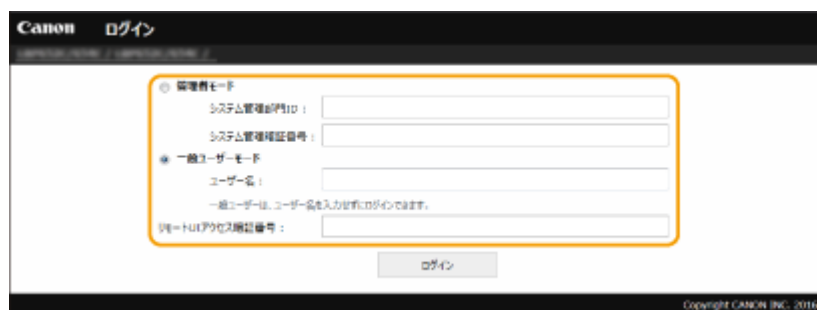 Canon ログイン
管理者モード
システム管理部門ID：
システム管理暗証番号：
一般ユーザーモード
ユーザー名：
一般ユーザーは、ユーザー名を入力せずにログインできます。
リモートUIアクセス暗証番号：
ログイン
Copyright CANON INC. 2016